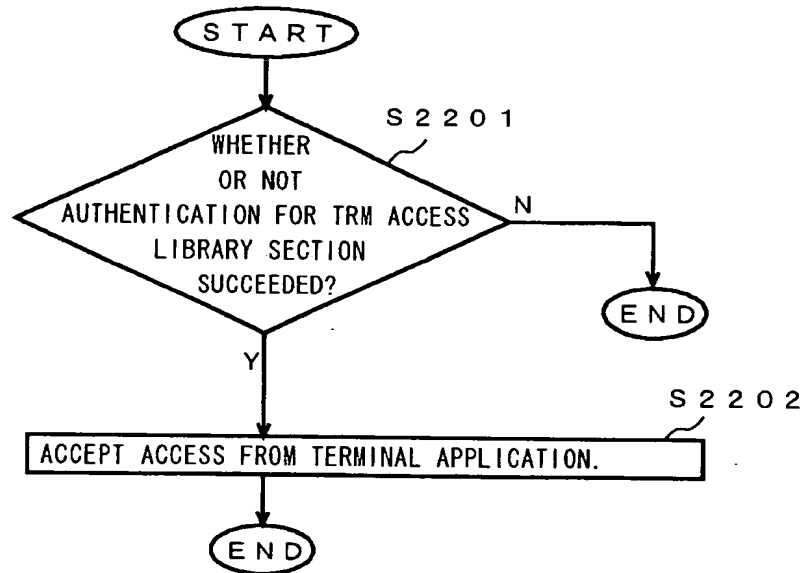 START
S2201
WHETHER
OR NOT
AUTHENTICATION FOR TRM ACCESS
LIBRARY SECTION
SUCCEEDED?
N
END
Y
S2202
ACCEPT ACCESS FROM TERMINAL APPLICATION.
END